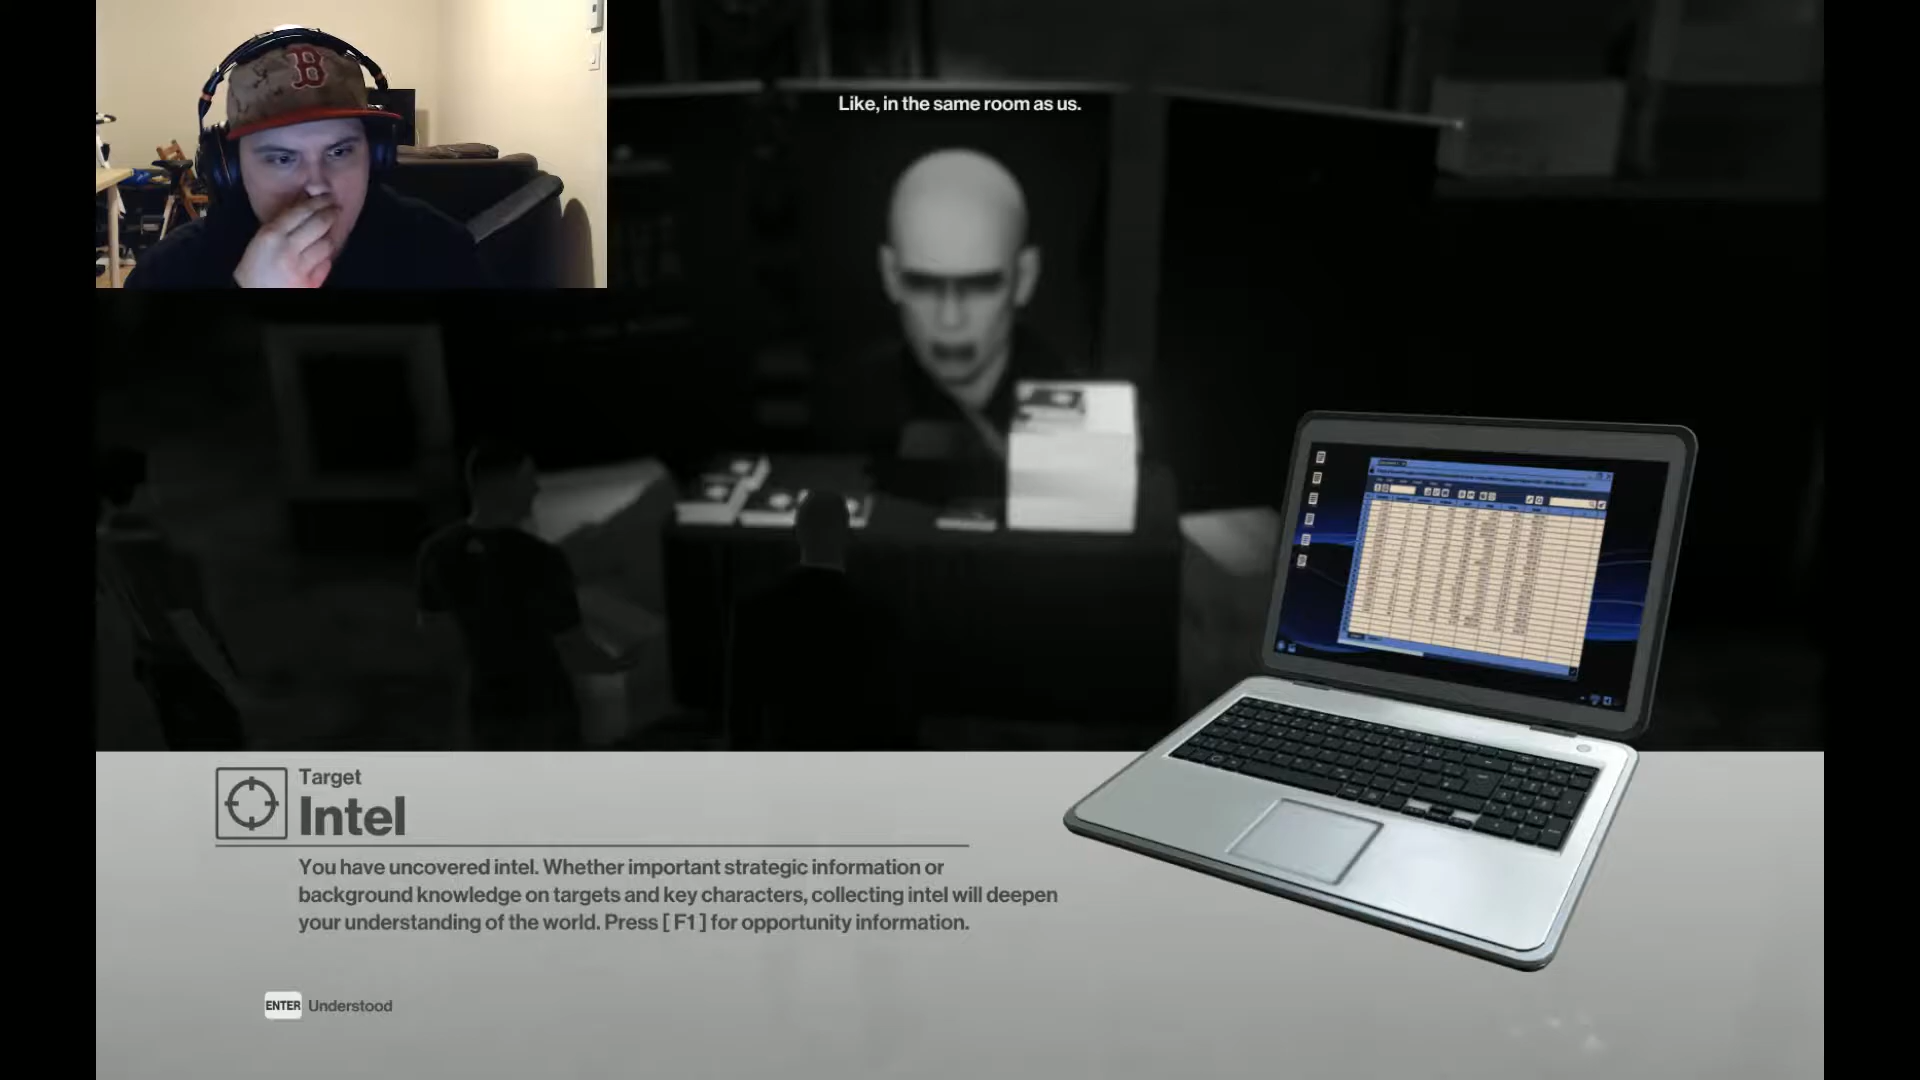 B
Like, in the same room as us.
Target
Intel
You have uncovered intel. Whether important strategic information or
background knowledge on targets and key characters, collecting intel will deepen
your understanding of the world. Press [ F1 ] for opportunity information.
ENTER Understood